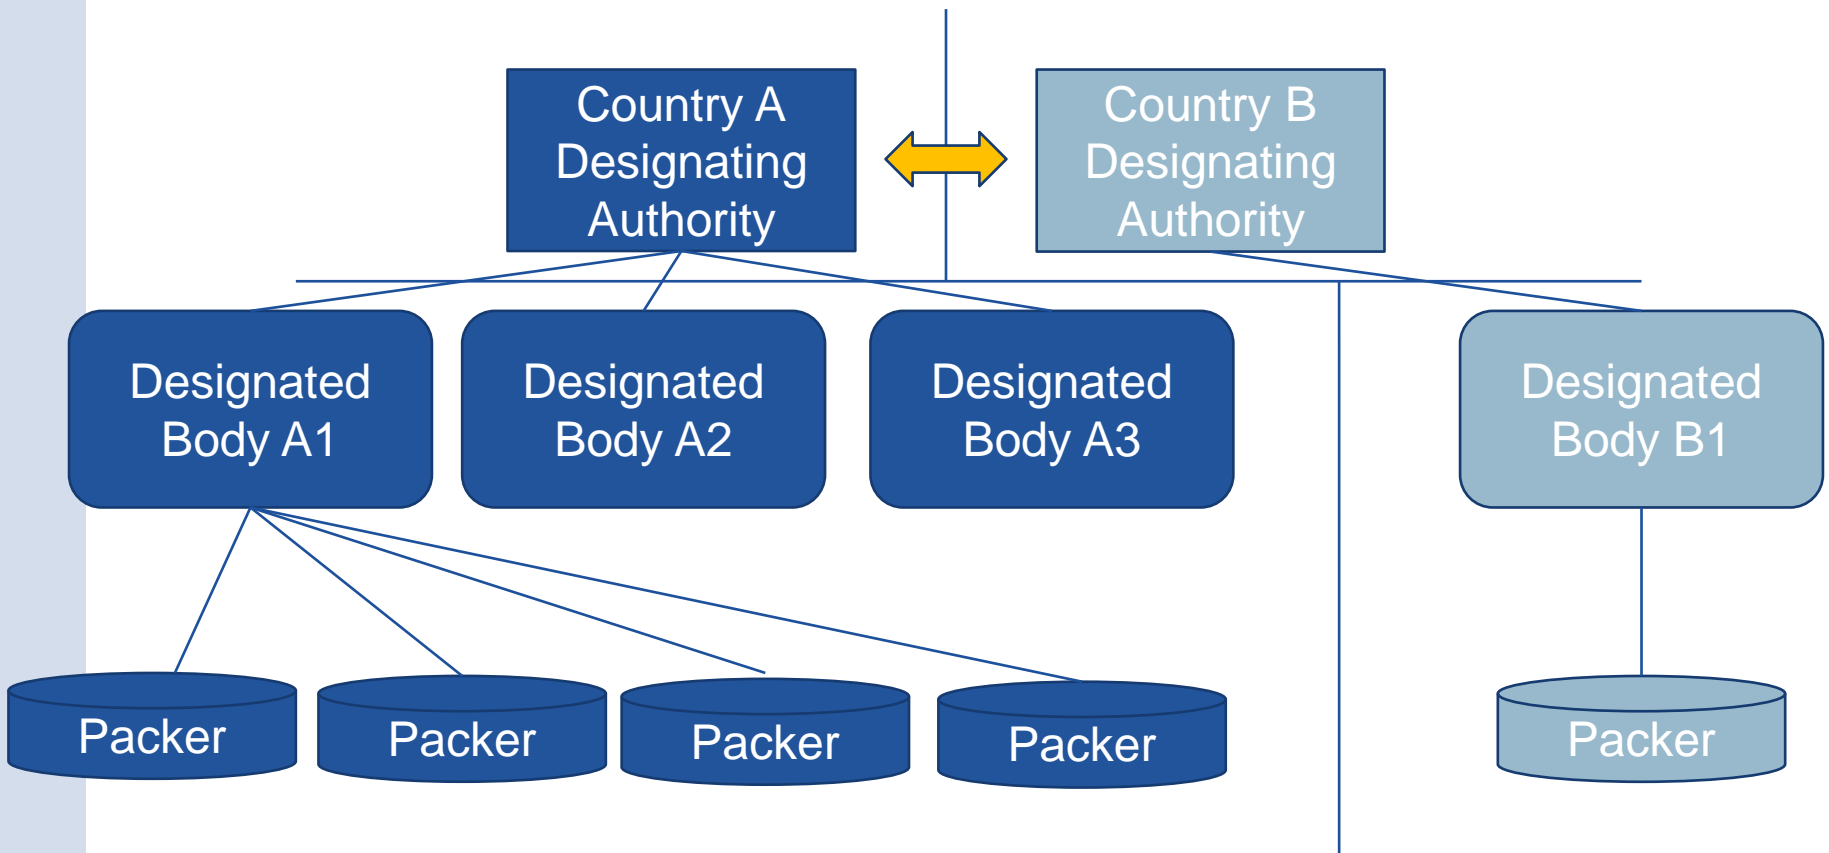 Country A
Designating
Authority
Country B
Designating
Authority
Designated
Body A1
Designated
Body A2
Designated
Body A3
Designated
Body B1
Packer
Packer
Packer
Packer
Packer